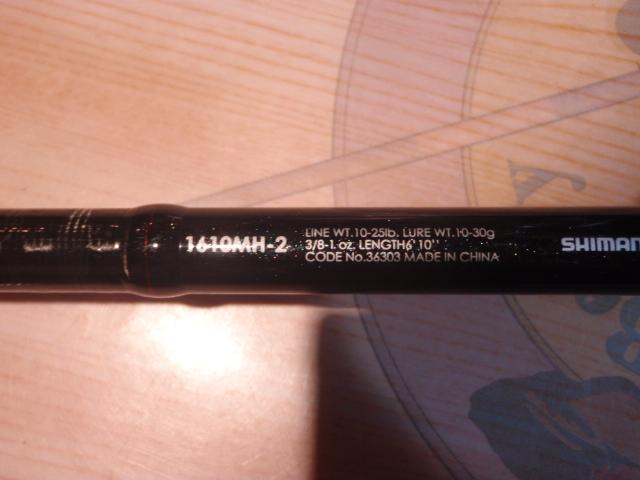 1610MH-2
LINE WT.10-25lb. LURE WT.10-30g
3/8-1 oz. LENGTH6'10"
CODE No.36303 MADE IN CHINA
SHIMAN
y